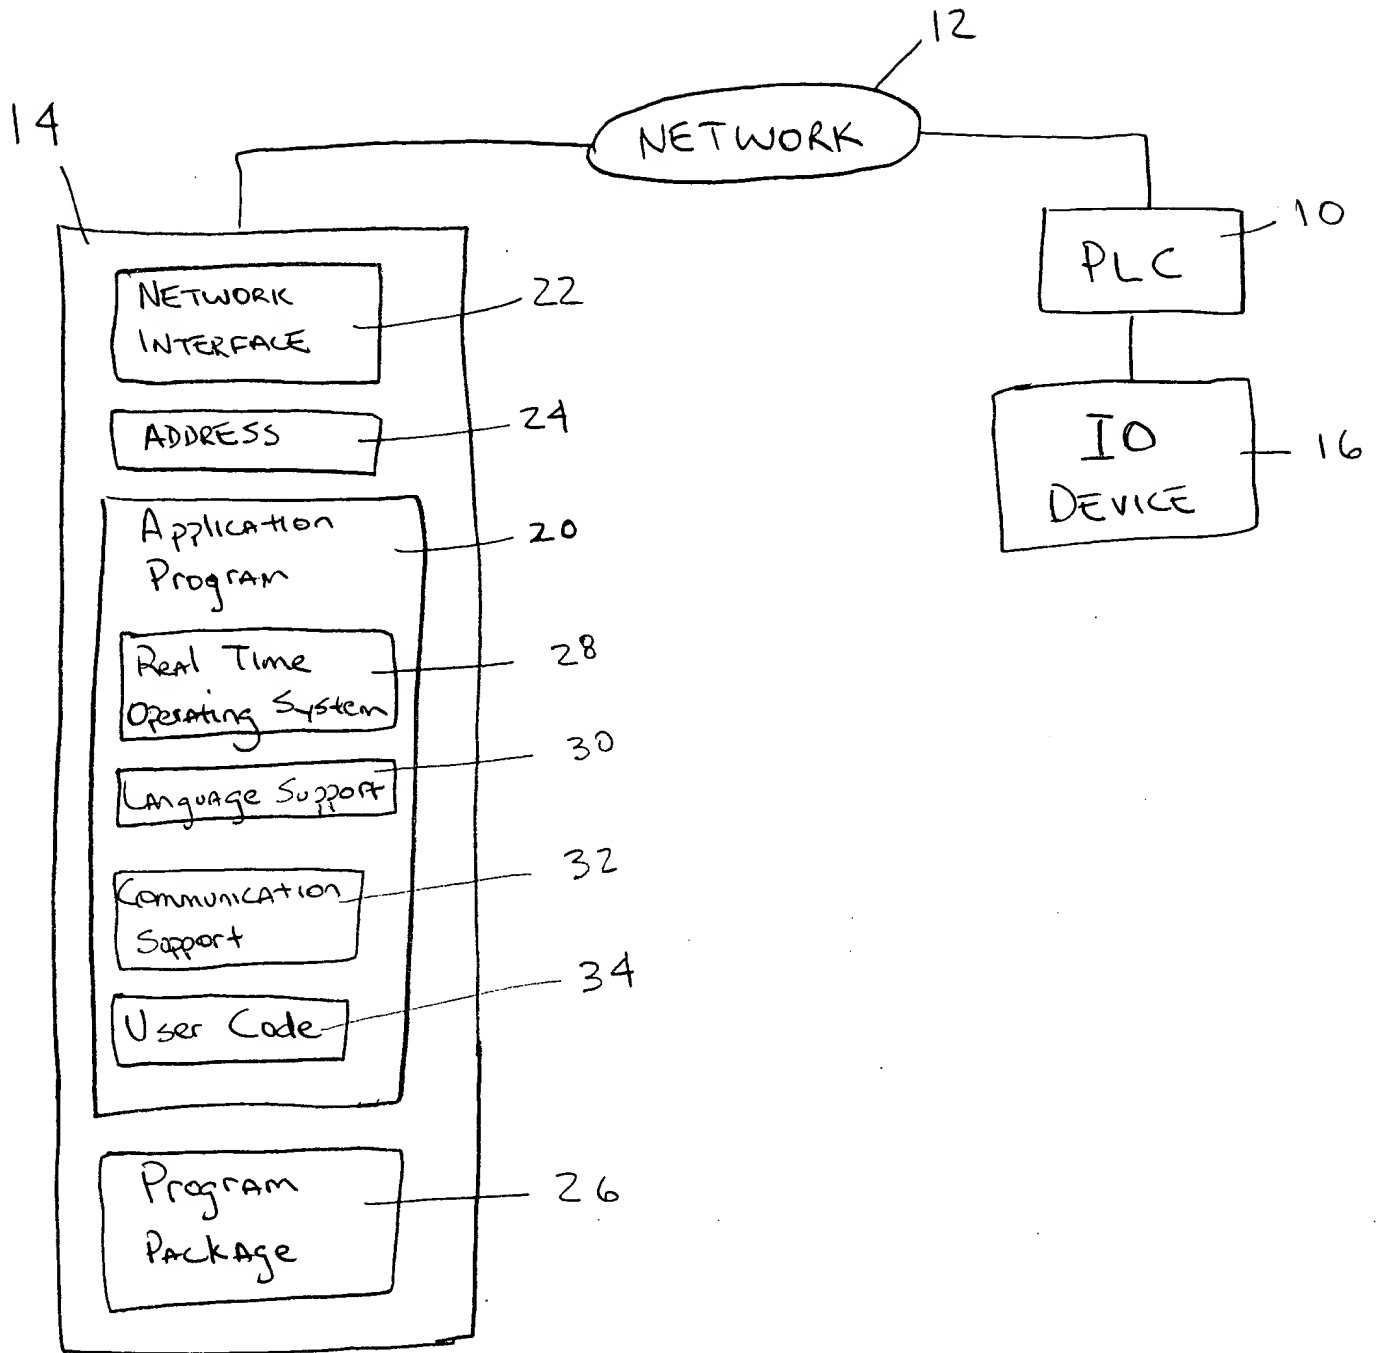 12
14
NETWORK
10
PLC
NETWORK
INTERFACE
22
ADDRESS
24
IO
DEVICE
16
Application
Program
20
Real Time
Operating System
28
Language Support
30
Communication
Support
32
User Code
34
Program
Package
26